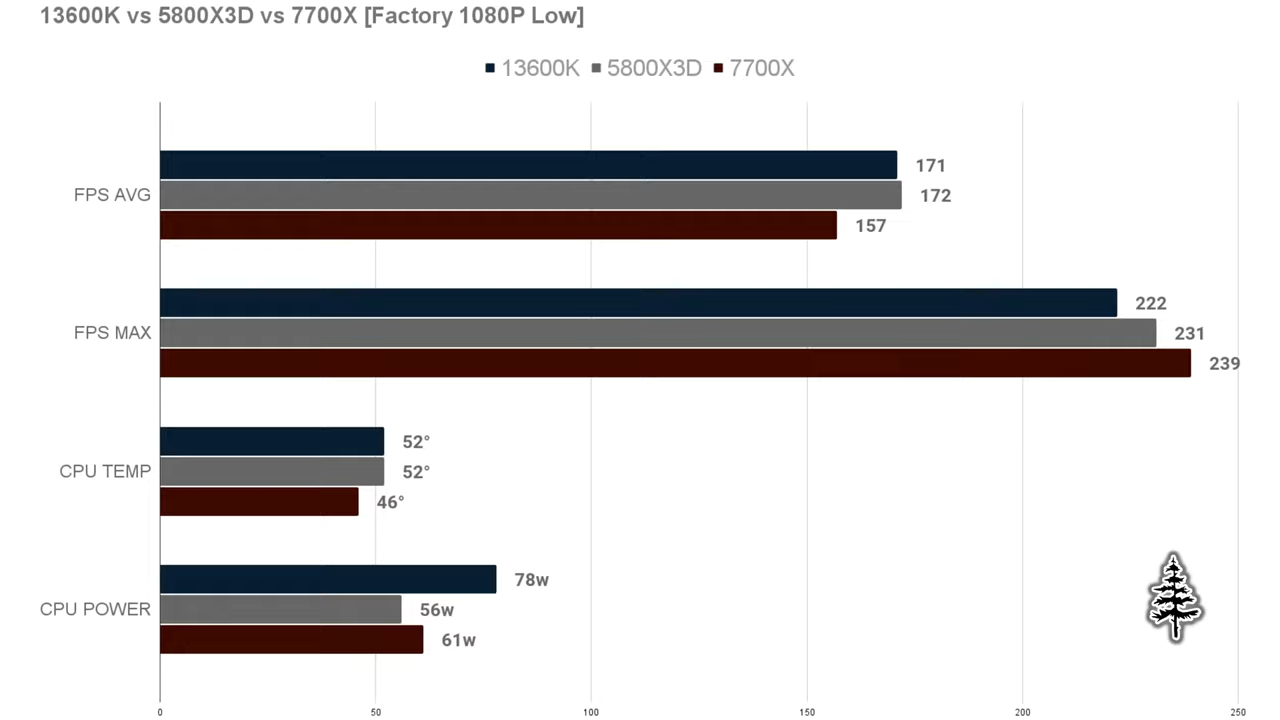 13600K vs 5800X3D vs 7700X [Factory 1080P Low]
13600K 5800X3D 7700X
FPS AVG
171
172
157
FPS MAX
222
231
239
CPU TEMP
52°
52°
46°
CPU POWER
78w
56w
61w
0 50 100 150 200 250